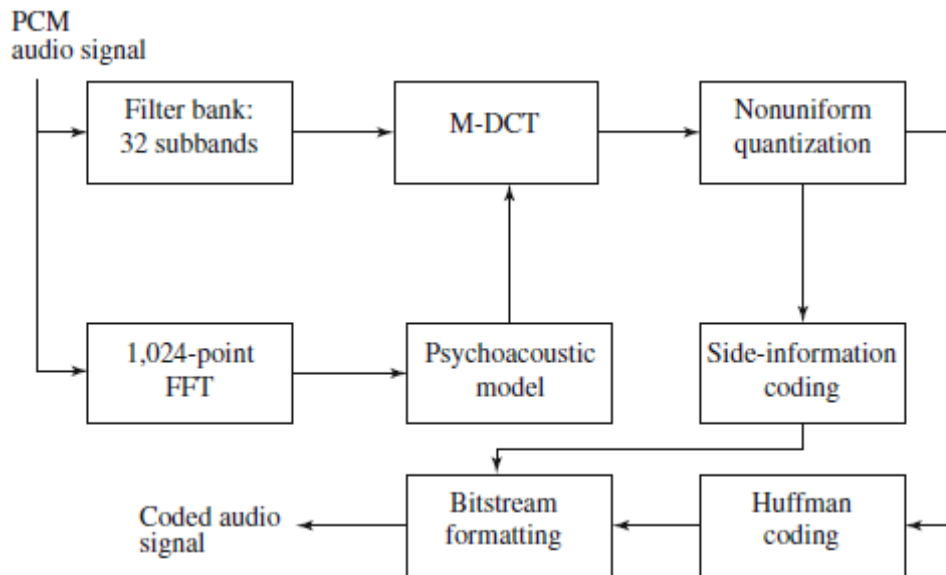 PCM
audio signal
Filter bank:
32 subbands
M-DCT
Nonuniform
quantization
1,024-point
FFT
Psychoacoustic
model
Side-information
coding
Coded audio
signal
Bitstream
formatting
Huffman
coding